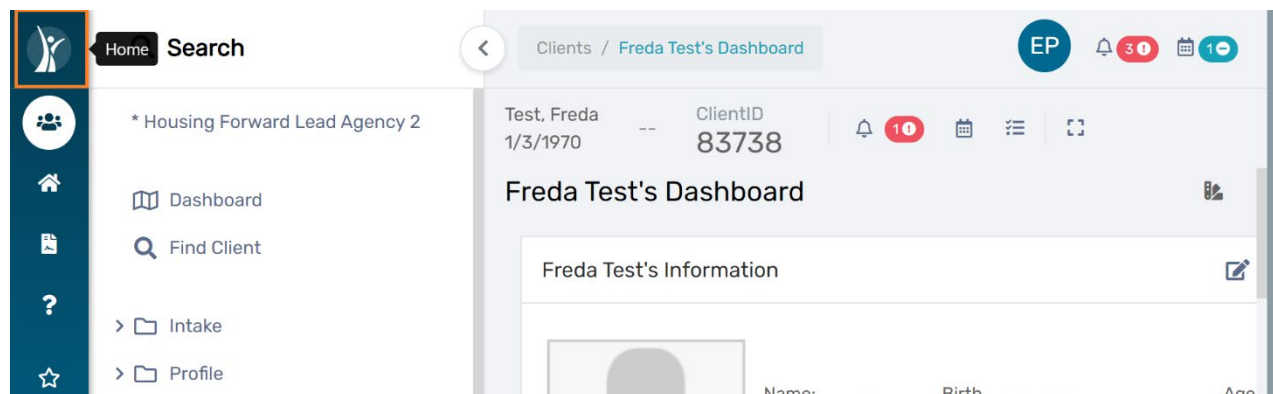 Home
Search
Clients / Freda Test's Dashboard
EP
3
1
* Housing Forward Lead Agency 2
Dashboard
Find Client
Intake
Profile
?
Test, Freda
1/3/1970
--
ClientID
83738
1
Freda Test's Dashboard
Freda Test's Information
Name:
Birth
Age